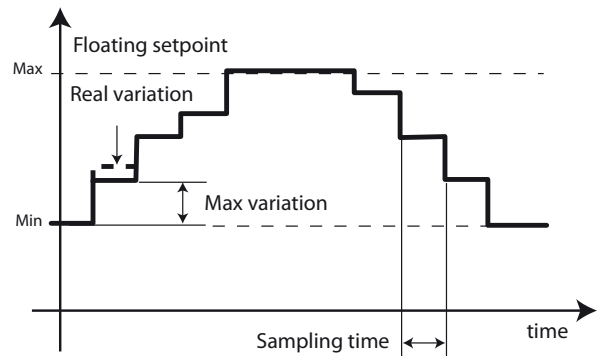 Floating setpoint
Max
Real variation
Max variation
Min
time
Sampling time